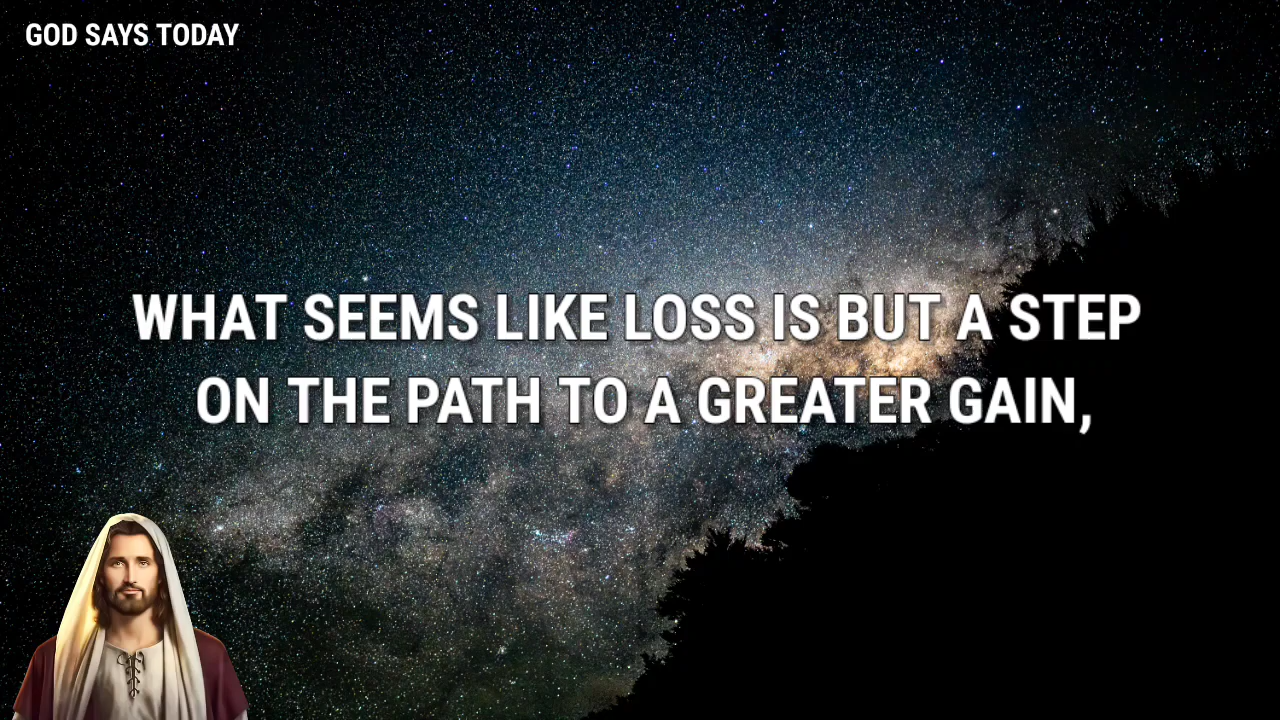 GOD SAYS TODAY
WHAT SEEMS LIKE LOSS IS BUT A STEP
ON THE PATH TO A GREATER GAIN,